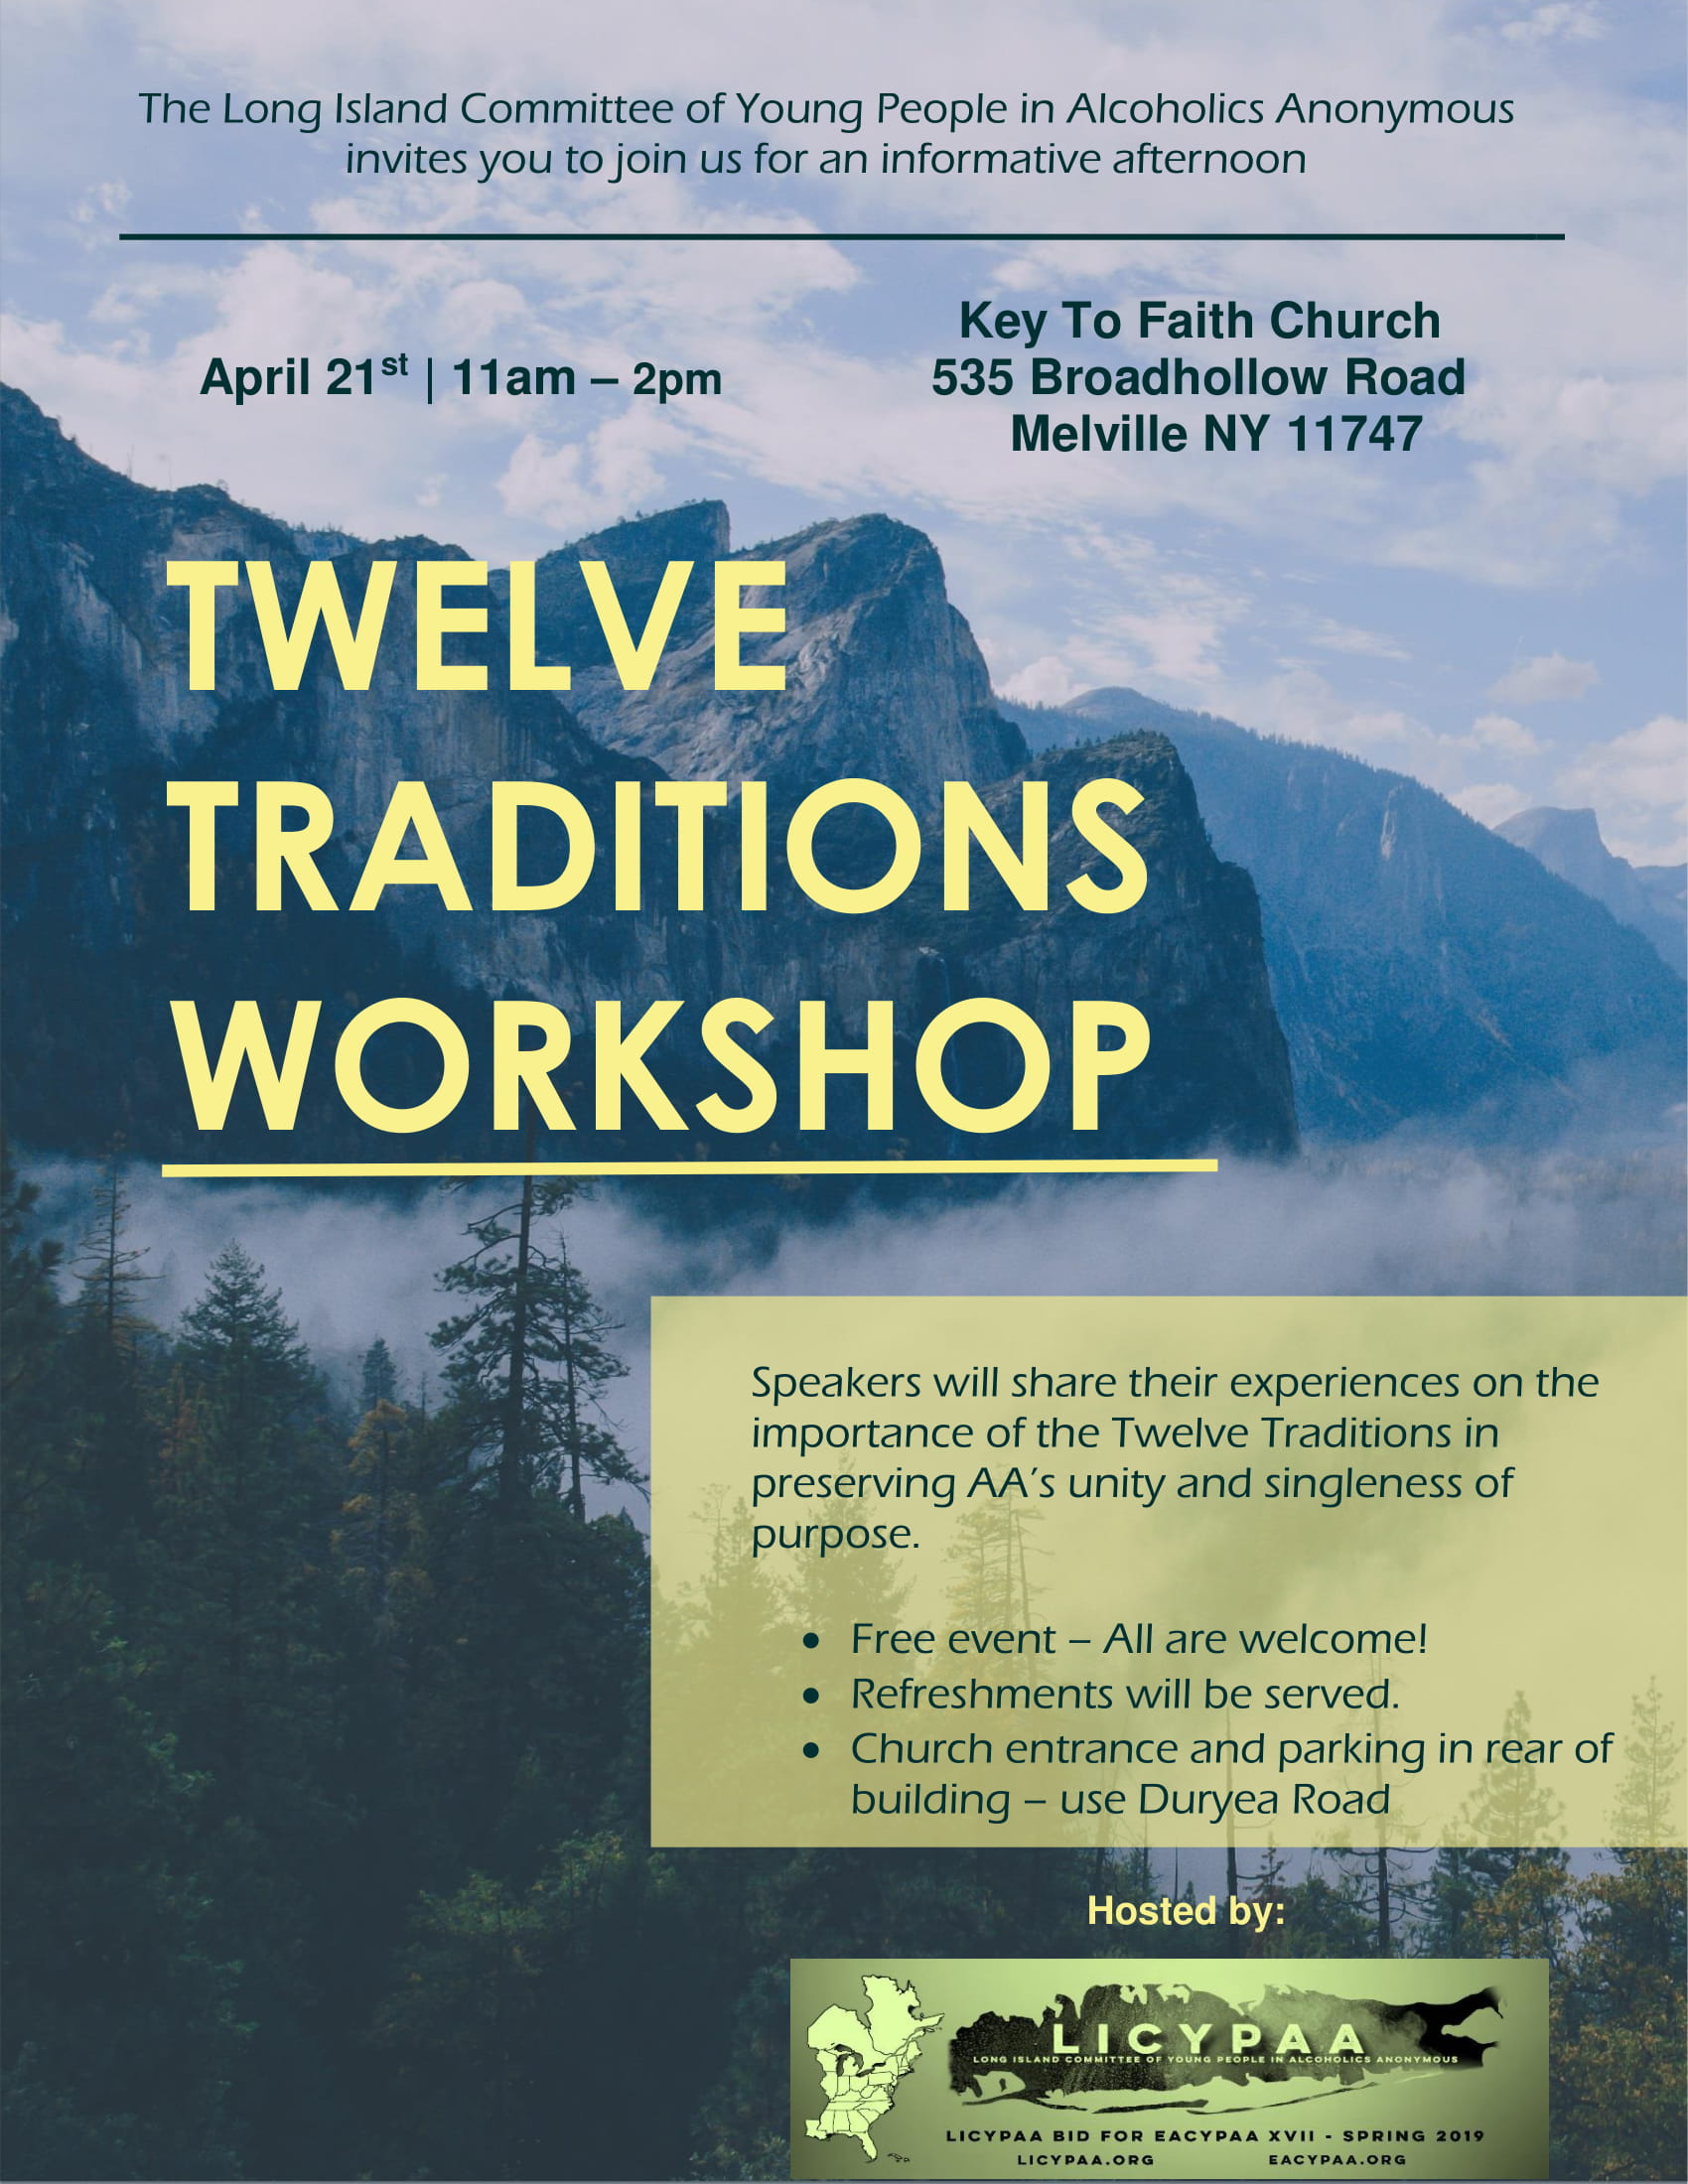 The Long Island Committee of Young People in Alcoholics Anonymous
invites you to join us for an informative afternoon
April 21st | 11am – 2pm
Key To Faith Church
535 Broadhollow Road
Melville NY 11747
TWELVE
TRADITIONS
WORKSHOP
Speakers will share their experiences on the
importance of the Twelve Traditions in
preserving AA's unity and singleness of
purpose.
• Free event – All are welcome!
• Refreshments will be served.
• Church entrance and parking in rear of
building – use Duryea Road
Hosted by:
LICYPAA
LONG ISLAND COMMITTEE OF YOUNG PEOPLE IN ALCOHOLICS ANONYMOUS
LICYPAA BID FOR EACYPAA XVII - SPRING 2019
LICYPAA.ORG EACYPAA.ORG